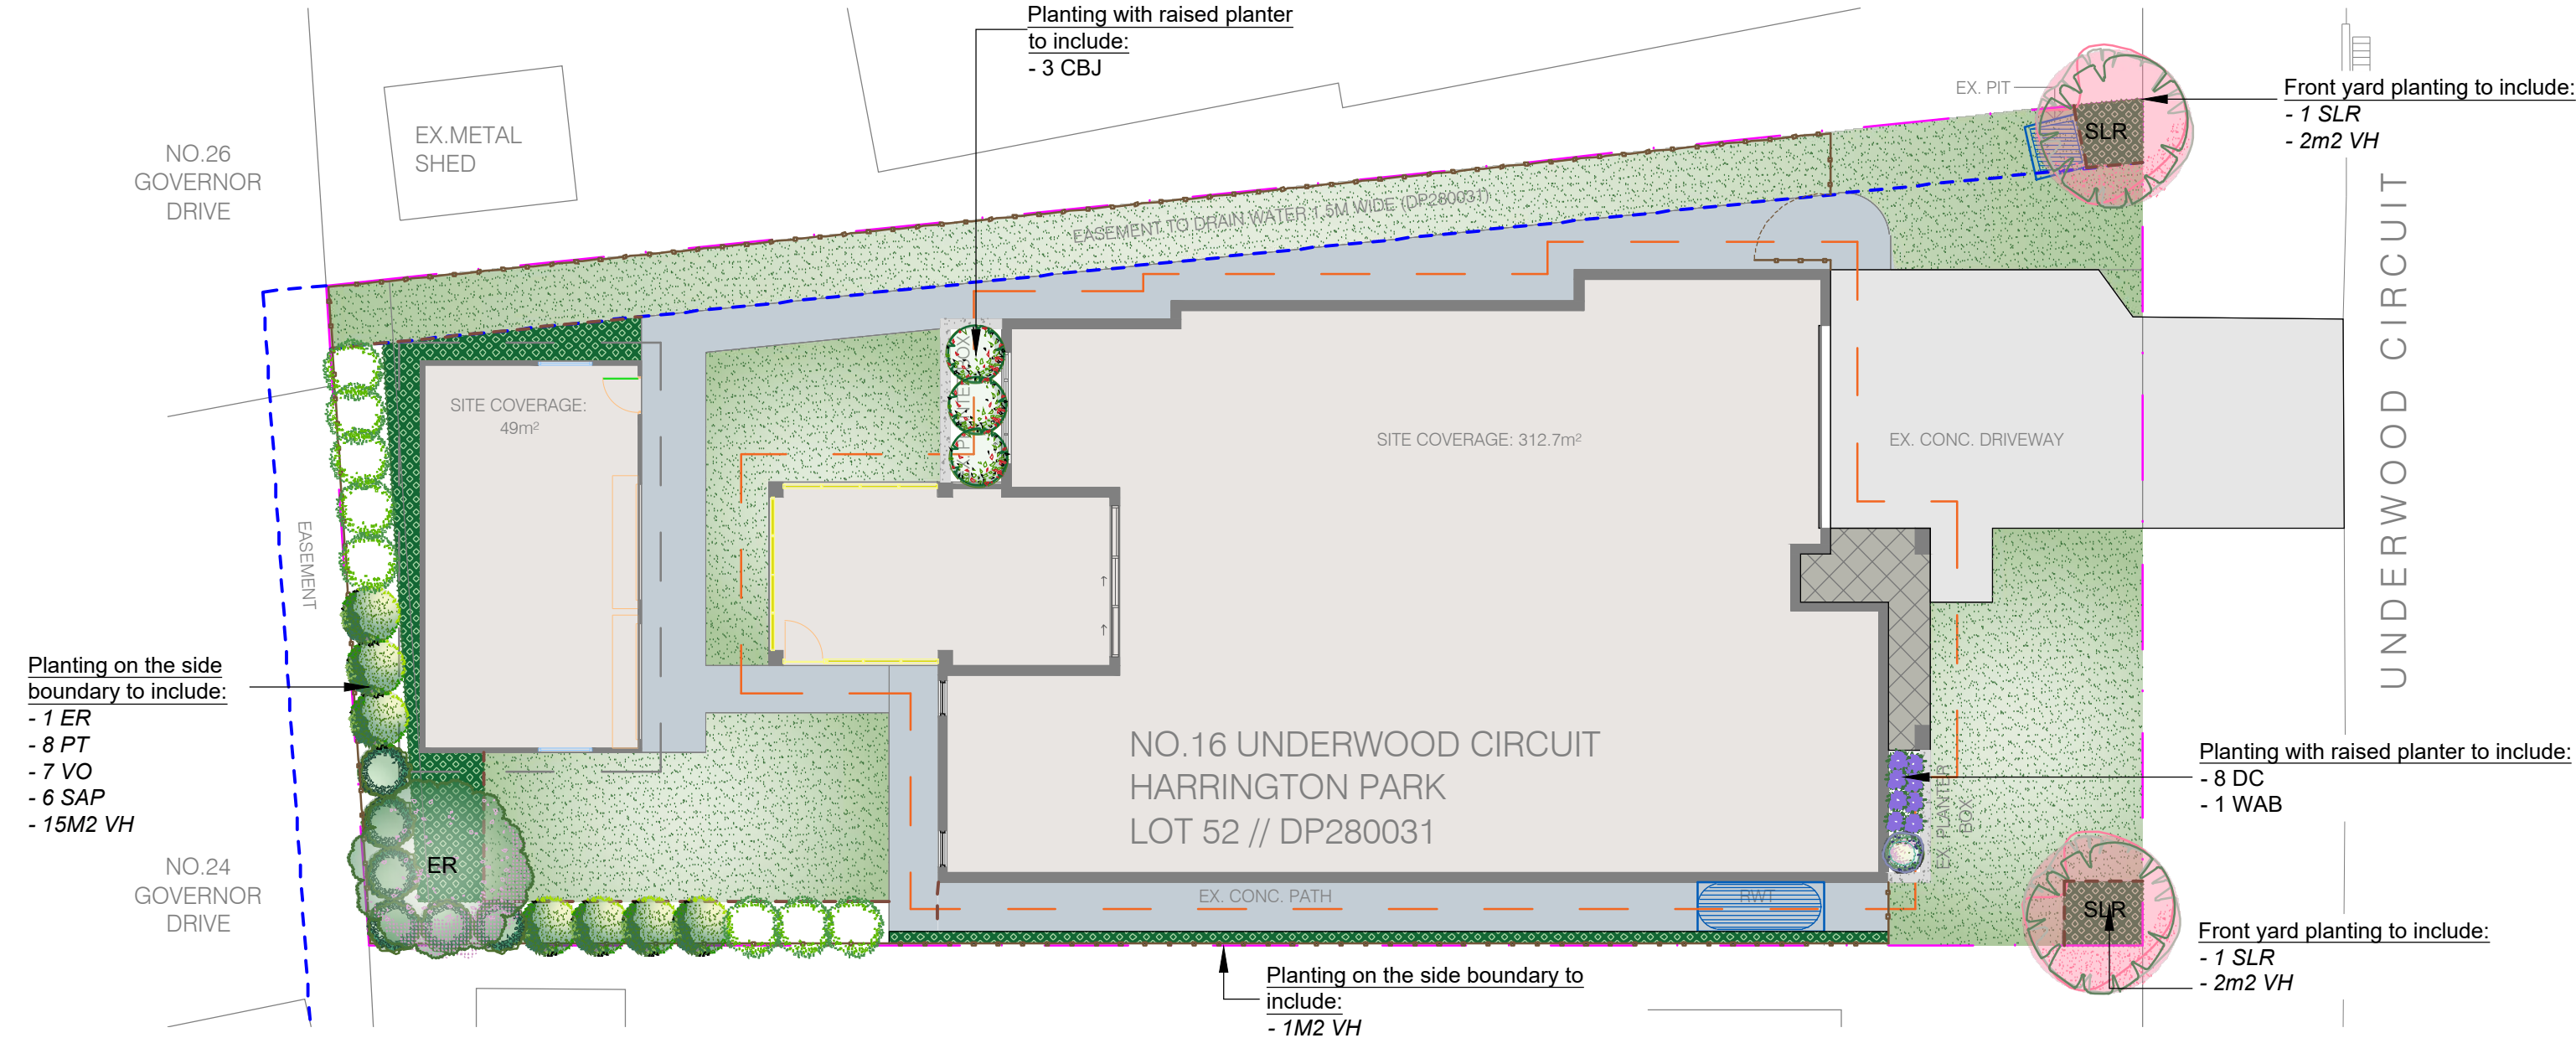 Planting with raised planter
to include:
- 3 CBJ
EX. PIT
Front yard planting to include:
- 1 SLR
- 2m2 VH
SLR
EX.METAL
SHED
NO.26
GOVERNOR
DRIVE
EASEMENT TO DRAIN WATER 1.5M WIDE (DP280031)
UNDERWOOD CIRCUIT
SITE COVERAGE:
49m²
SITE COVERAGE: 312.7m²
EX. CONC. DRIVEWAY
EASEMENT
Planting on the side
boundary to include:
- 1 ER
- 8 PT
- 7 VO
- 6 SAP
- 15M2 VH
NO.16 UNDERWOOD CIRCUIT
HARRINGTON PARK
LOT 52 // DP280031
Planting with raised planter to include:
- 8 DC
- 1 WAB
EX. PLANTER
BOX
ER
NO.24
GOVERNOR
DRIVE
EX. CONC. PATH
RWT
SLR
Front yard planting to include:
- 1 SLR
- 2m2 VH
Planting on the side boundary to
include:
- 1M2 VH